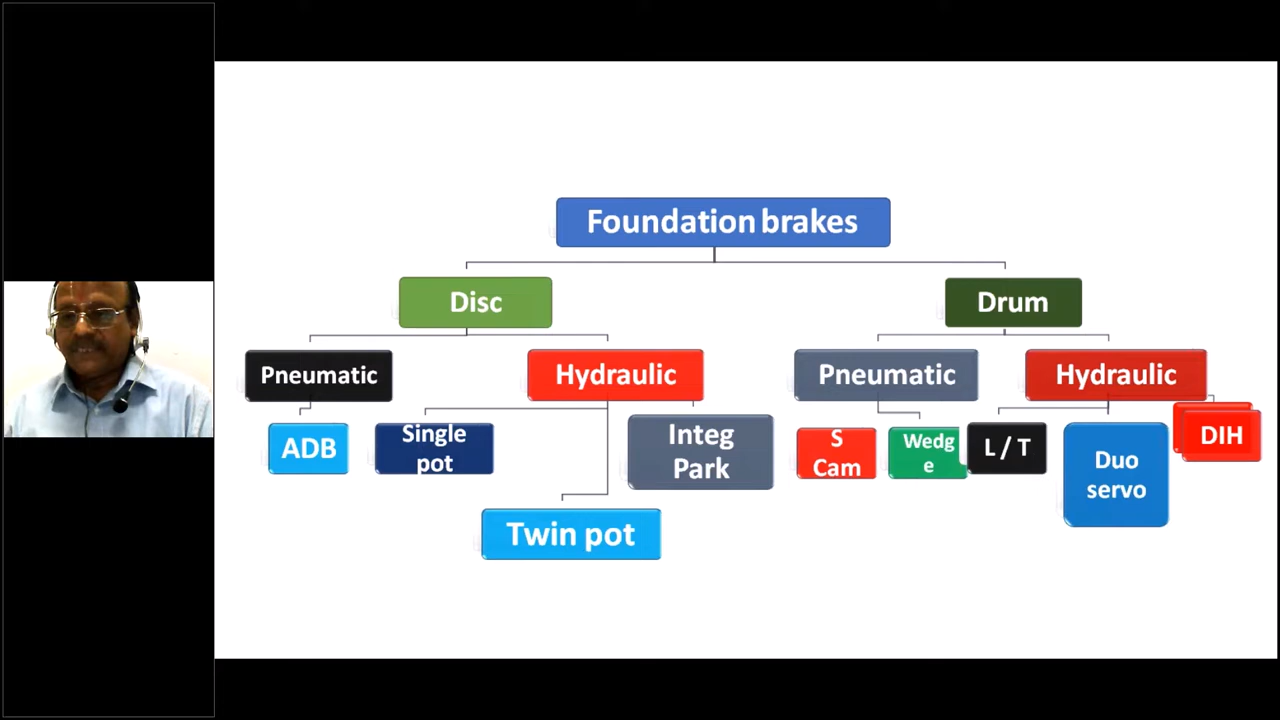 Foundation brakes
Disc
Drum
Pneumatic
Hydraulic
Pneumatic
Hydraulic
ADB
Single
pot
Integ
Park
S
Cam
Wedg
e
L / T
Duo
servo
DIH
Twin pot